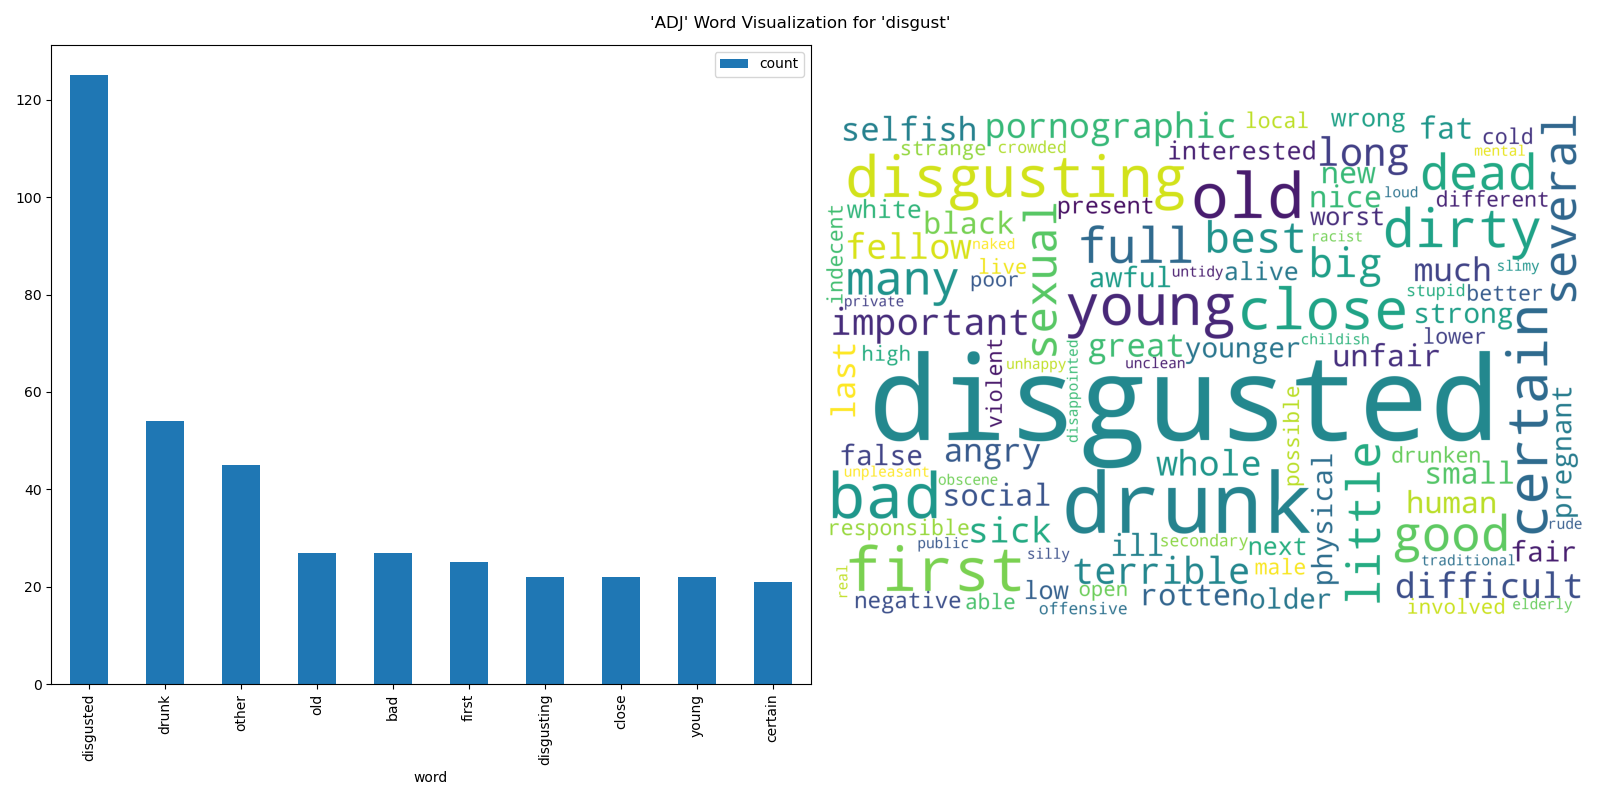 'ADJ' Word Visualization for 'disgust'
count
120
100
80
60
40
20
0
disgusted
drunk
other
old
bad
first
disgusting
close
young
certain
word
selfish
pornographic
local
wrong
fat
cold
several
strange
crowded
interested
long
mental
disgusting
old
new
dead
nice
loud
different
white
black
sexual
present
worst
dirty
indecent
fellow
naked
full
best
racist
many
live
poor
awful
untidy
alive
big
much
slimy
private
stupid
better
important
young
close
strong
certain
last
high
great
younger
childish
lower
unhappy
unclean
unfair
violent
disappointed
disgusted
possible
pregnant
false
angry
whole
drunken
unpleasant
obscene
small
bad
social
drunk
physical
little
human
responsible
sick
good
rude
public
silly
ill
secondary
next
fair
real
first
terrible
male
traditional
difficult
negative
able
low
open
rotten
older
offensive
involved
elderly